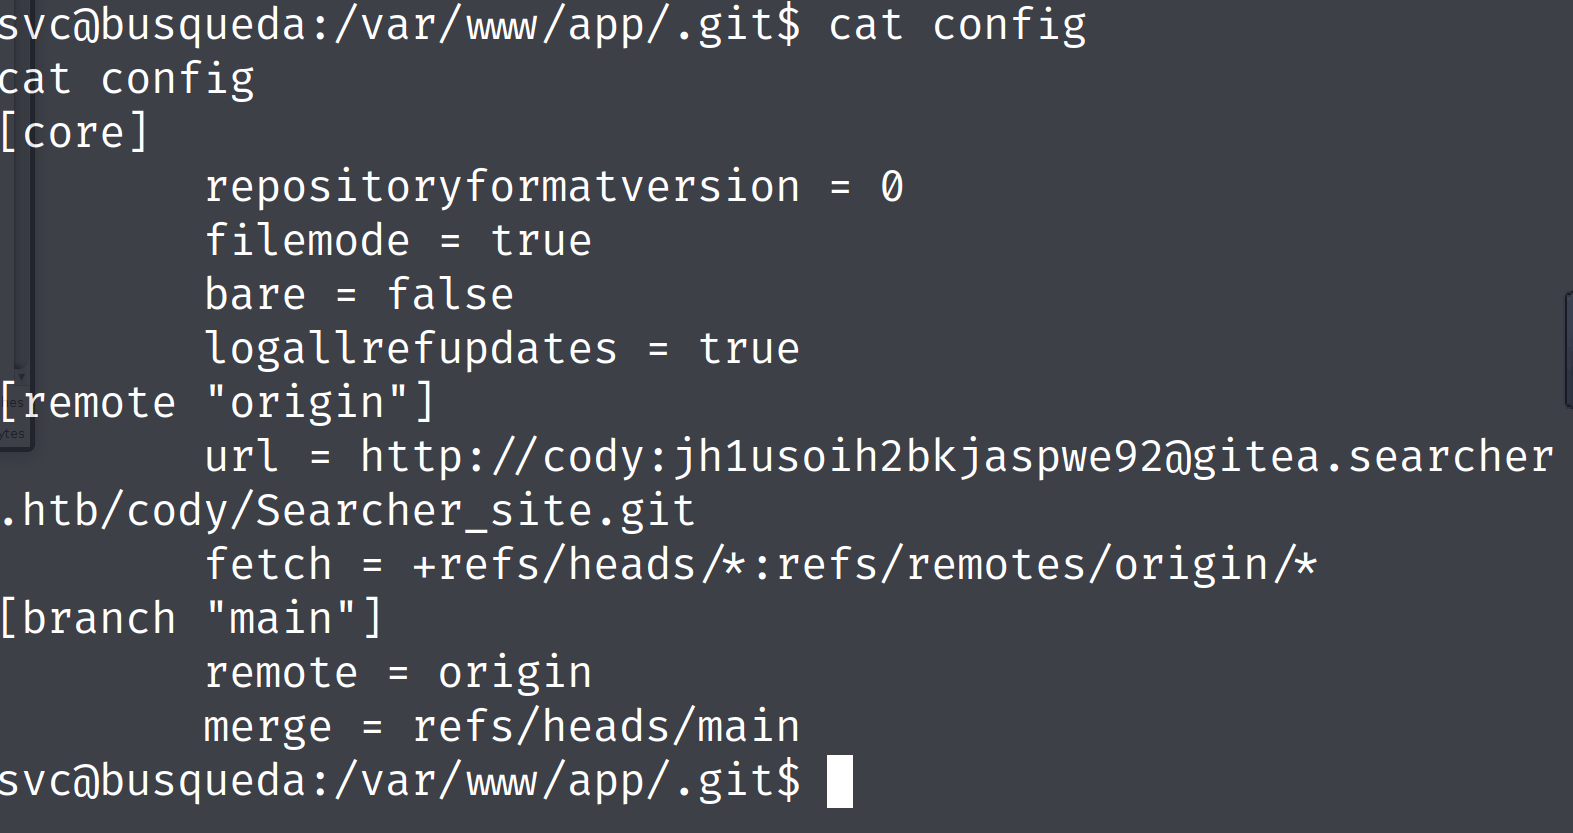 svc@busqueda:/var/www/app/.git$ cat config
cat config
[core]
        repositoryformatversion = 0
        filemode = true
        bare = false
        logallrefupdates = true
[remote "origin"]
        url = http://cody:jh1usoih2bkjaspwe92@gitea.searcher
.htb/cody/Searcher_site.git
        fetch = +refs/heads/*:refs/remotes/origin/*
[branch "main"]
        remote = origin
        merge = refs/heads/main
svc@busqueda:/var/www/app/.git$